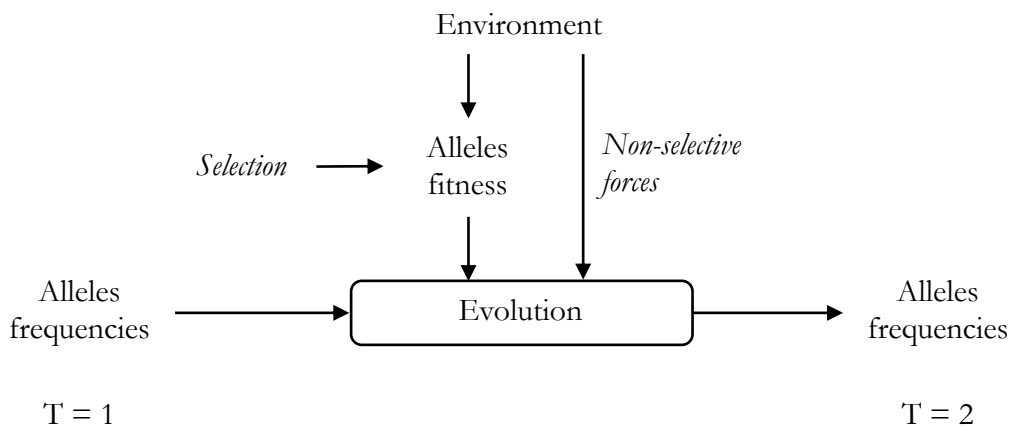 Environment
Selection
Alleles
fitness
Non-selective
forces
Alleles
frequencies
Evolution
Alleles
frequencies
T = 1
T = 2